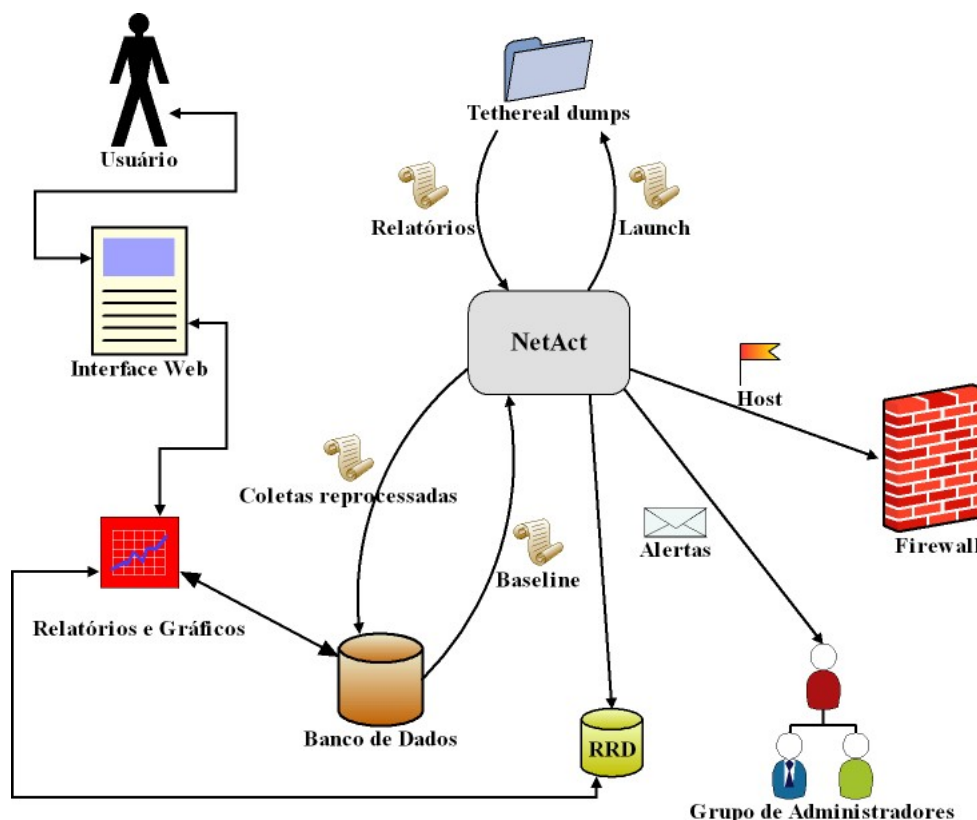 Tethereal dumps
Usuário
Relatórios
Launch
NetAct
Interface Web
Host
Coletas reprocessadas
Alertas
Firewall
Baseline
Relatórios e Gráficos
Banco de Dados
RRD
Grupo de Administradores